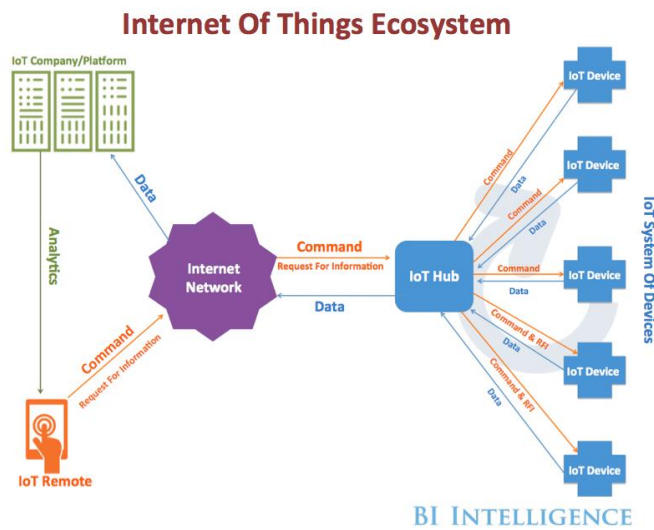 Internet Of Things Ecosystem
IoT Company/Platform
Data
Analytics
Internet
Network
Command
Request For Information
Command
Request For Information
Data
IoT Hub
IoT Remote
Command
Data
IoT Device
Command
Data
IoT Device
Command
Data
IoT Device
Command & RFI
Data
IoT Device
Command & RFI
Data
IoT Device
IoT System Of Devices
BI INTELLIGENCE